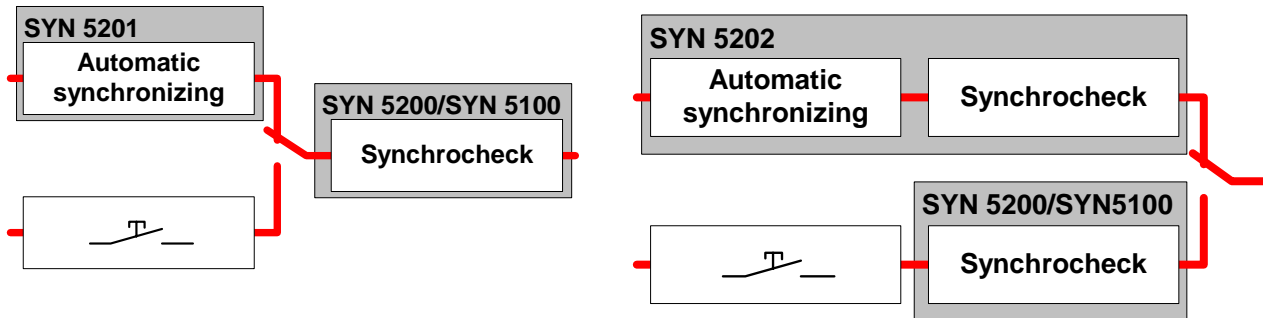 SYN 5201
Automatic
synchronizing
SYN 5200/SYN 5100
Synchrocheck
SYN 5202
Automatic
synchronizing
Synchrocheck
SYN 5200/SYN5100
Synchrocheck